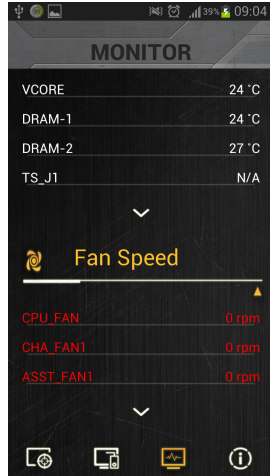 39% 09:04
MONITOR
VCORE 24 °C
DRAM-1 24 °C
DRAM-2 27 °C
TS_J1 N/A
Fan Speed
CPU_FAN 0 rpm
CHA_FAN1 0 rpm
ASST_FAN1 0 rpm